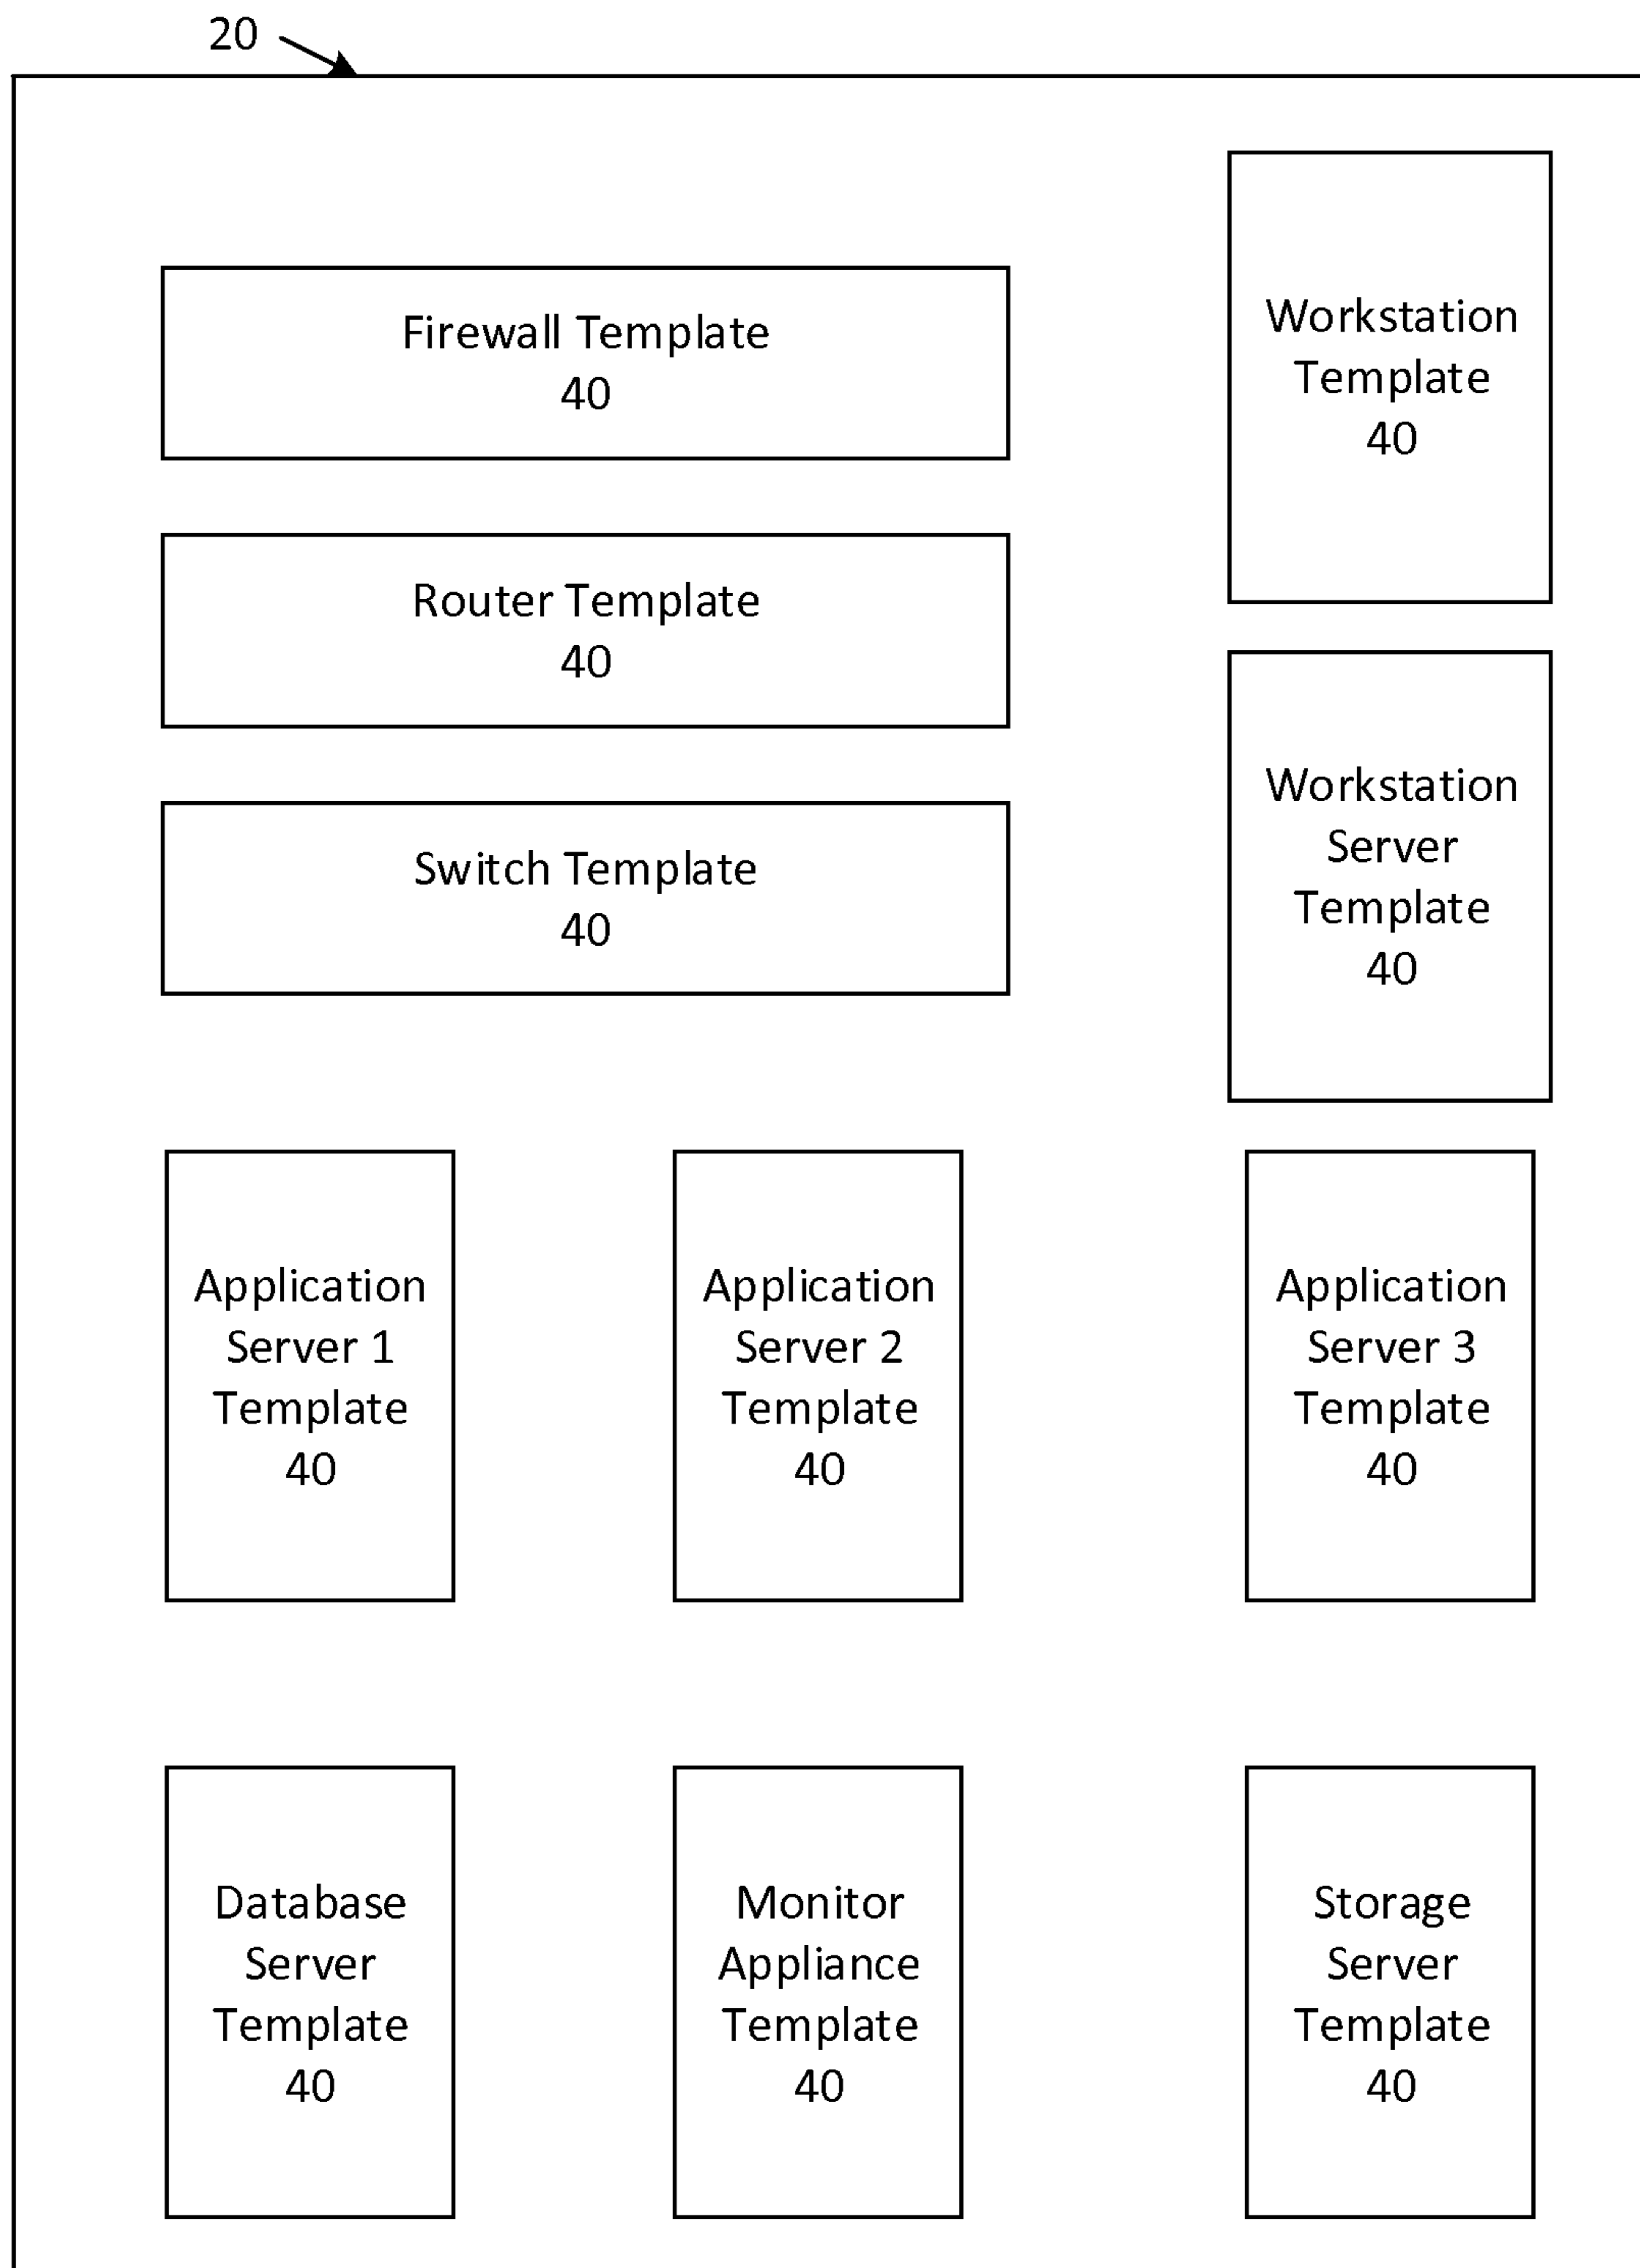 20
Firewall Template
40
Router Template
40
Switch Template
40
Workstation
Template
40
Workstation
Server
Template
40
Application
Server 1
Template
40
Application
Server 2
Template
40
Application
Server 3
Template
40
Database
Server
Template
40
Monitor
Appliance
Template
40
Storage
Server
Template
40